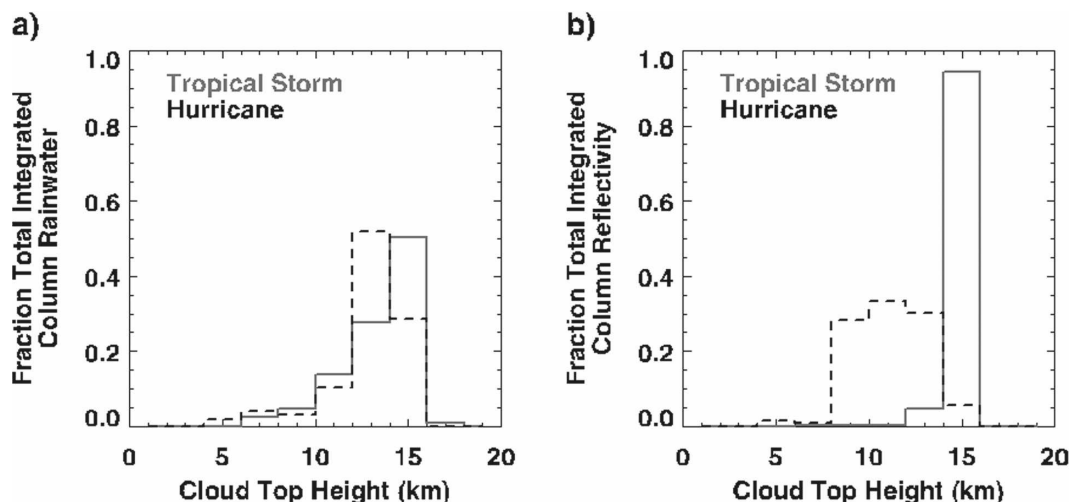 a)
Fraction Total Integrated
Column Rainwater
1.0
0.8
0.6
0.4
0.2
0.0
Tropical Storm
Hurricane
0 5 10 15 20
Cloud Top Height (km)
b)
Fraction Total Integrated
Column Reflectivity
1.0
0.8
0.6
0.4
0.2
0.0
Tropical Storm
Hurricane
0 5 10 15 20
Cloud Top Height (km)